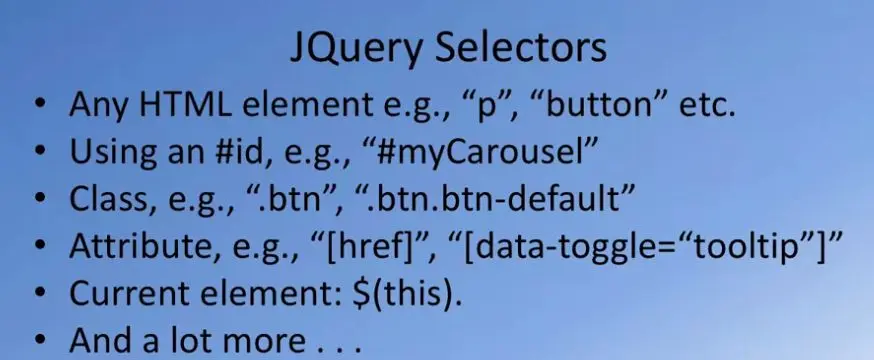 JQuery Selectors
• Any HTML element e.g., “p”, “button” etc.
• Using an #id, e.g., “#myCarousel”
• Class, e.g., “.btn”, “.btn.btn-default”
• Attribute, e.g., “[href]”, “[data-toggle=“tooltip”]”
• Current element: $(this).
• And a lot more . . .